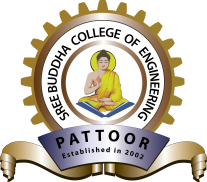 SREE BUDDHA COLLEGE OF ENGINEERING
PATTOOR
Established in 2002